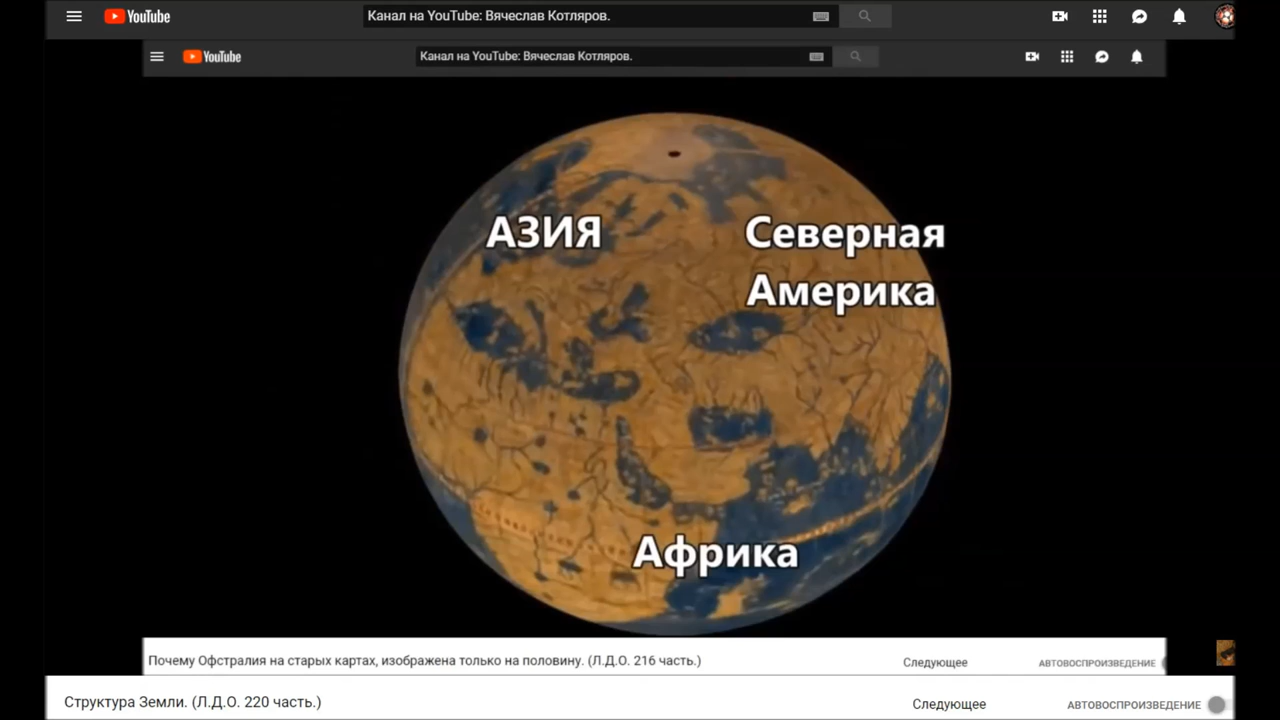 YouTube
Канал на YouTube: Вячеслав Котляров.
YouTube
Канал на YouTube: Вячеслав Котляров.
АЗИЯ
Северная
Америка
Африка
Почему Офстралия на старых картах, изображена только на половину. (Л.Д.О. 216 часть.)
Следующее
АВТОВОСПРОИЗВЕДЕНИЕ
Структура Земли. (Л.Д.О. 220 часть.)
Следующее
АВТОВОСПРОИЗВЕДЕНИЕ